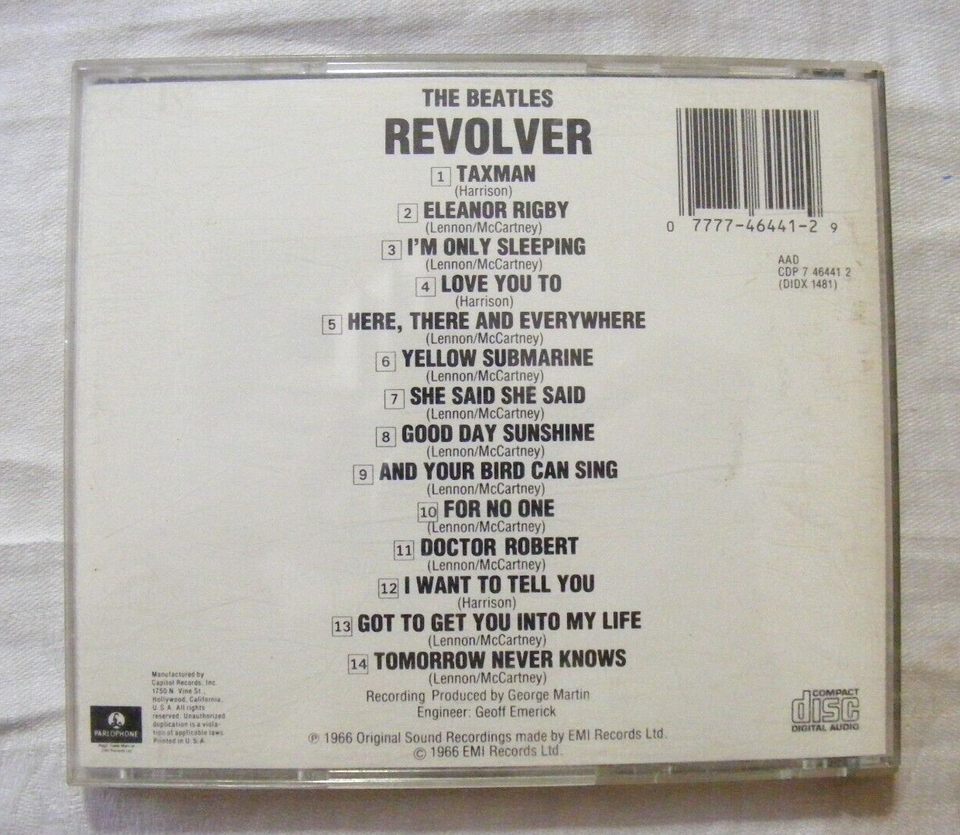 THE BEATLES
REVOLVER
1 TAXMAN
(Harrison)
2 ELEANOR RIGBY
(Lennon/McCartney)
3 I'M ONLY SLEEPING
(Lennon/McCartney)
4 LOVE YOU TO
(Harrison)
5 HERE, THERE AND EVERYWHERE
(Lennon/McCartney)
6 YELLOW SUBMARINE
(Lennon/McCartney)
7 SHE SAID SHE SAID
(Lennon/McCartney)
8 GOOD DAY SUNSHINE
(Lennon/McCartney)
9 AND YOUR BIRD CAN SING
(Lennon/McCartney)
10 FOR NO ONE
(Lennon/McCartney)
11 DOCTOR ROBERT
(Lennon/McCartney)
12 I WANT TO TELL YOU
(Harrison)
13 GOT TO GET YOU INTO MY LIFE
(Lennon/McCartney)
14 TOMORROW NEVER KNOWS
(Lennon/McCartney)
Recording Produced by George Martin
Engineer: Geoff Emerick
℗ 1966 Original Sound Recordings made by EMI Records Ltd.
© 1966 EMI Records Ltd.
0 7777-46441-2 9
AAD
CDP 7 46441 2
(DIDX 1481)
Manufactured by
Capitol Records, Inc.
1750 N. Vine St.,
Hollywood, California,
U.S.A. All rights
reserved. Unauthorized
duplication is a viola-
tion of applicable laws.
Printed in U.S.A.
PARLOPHONE
COMPACT
disc
DIGITAL AUDIO